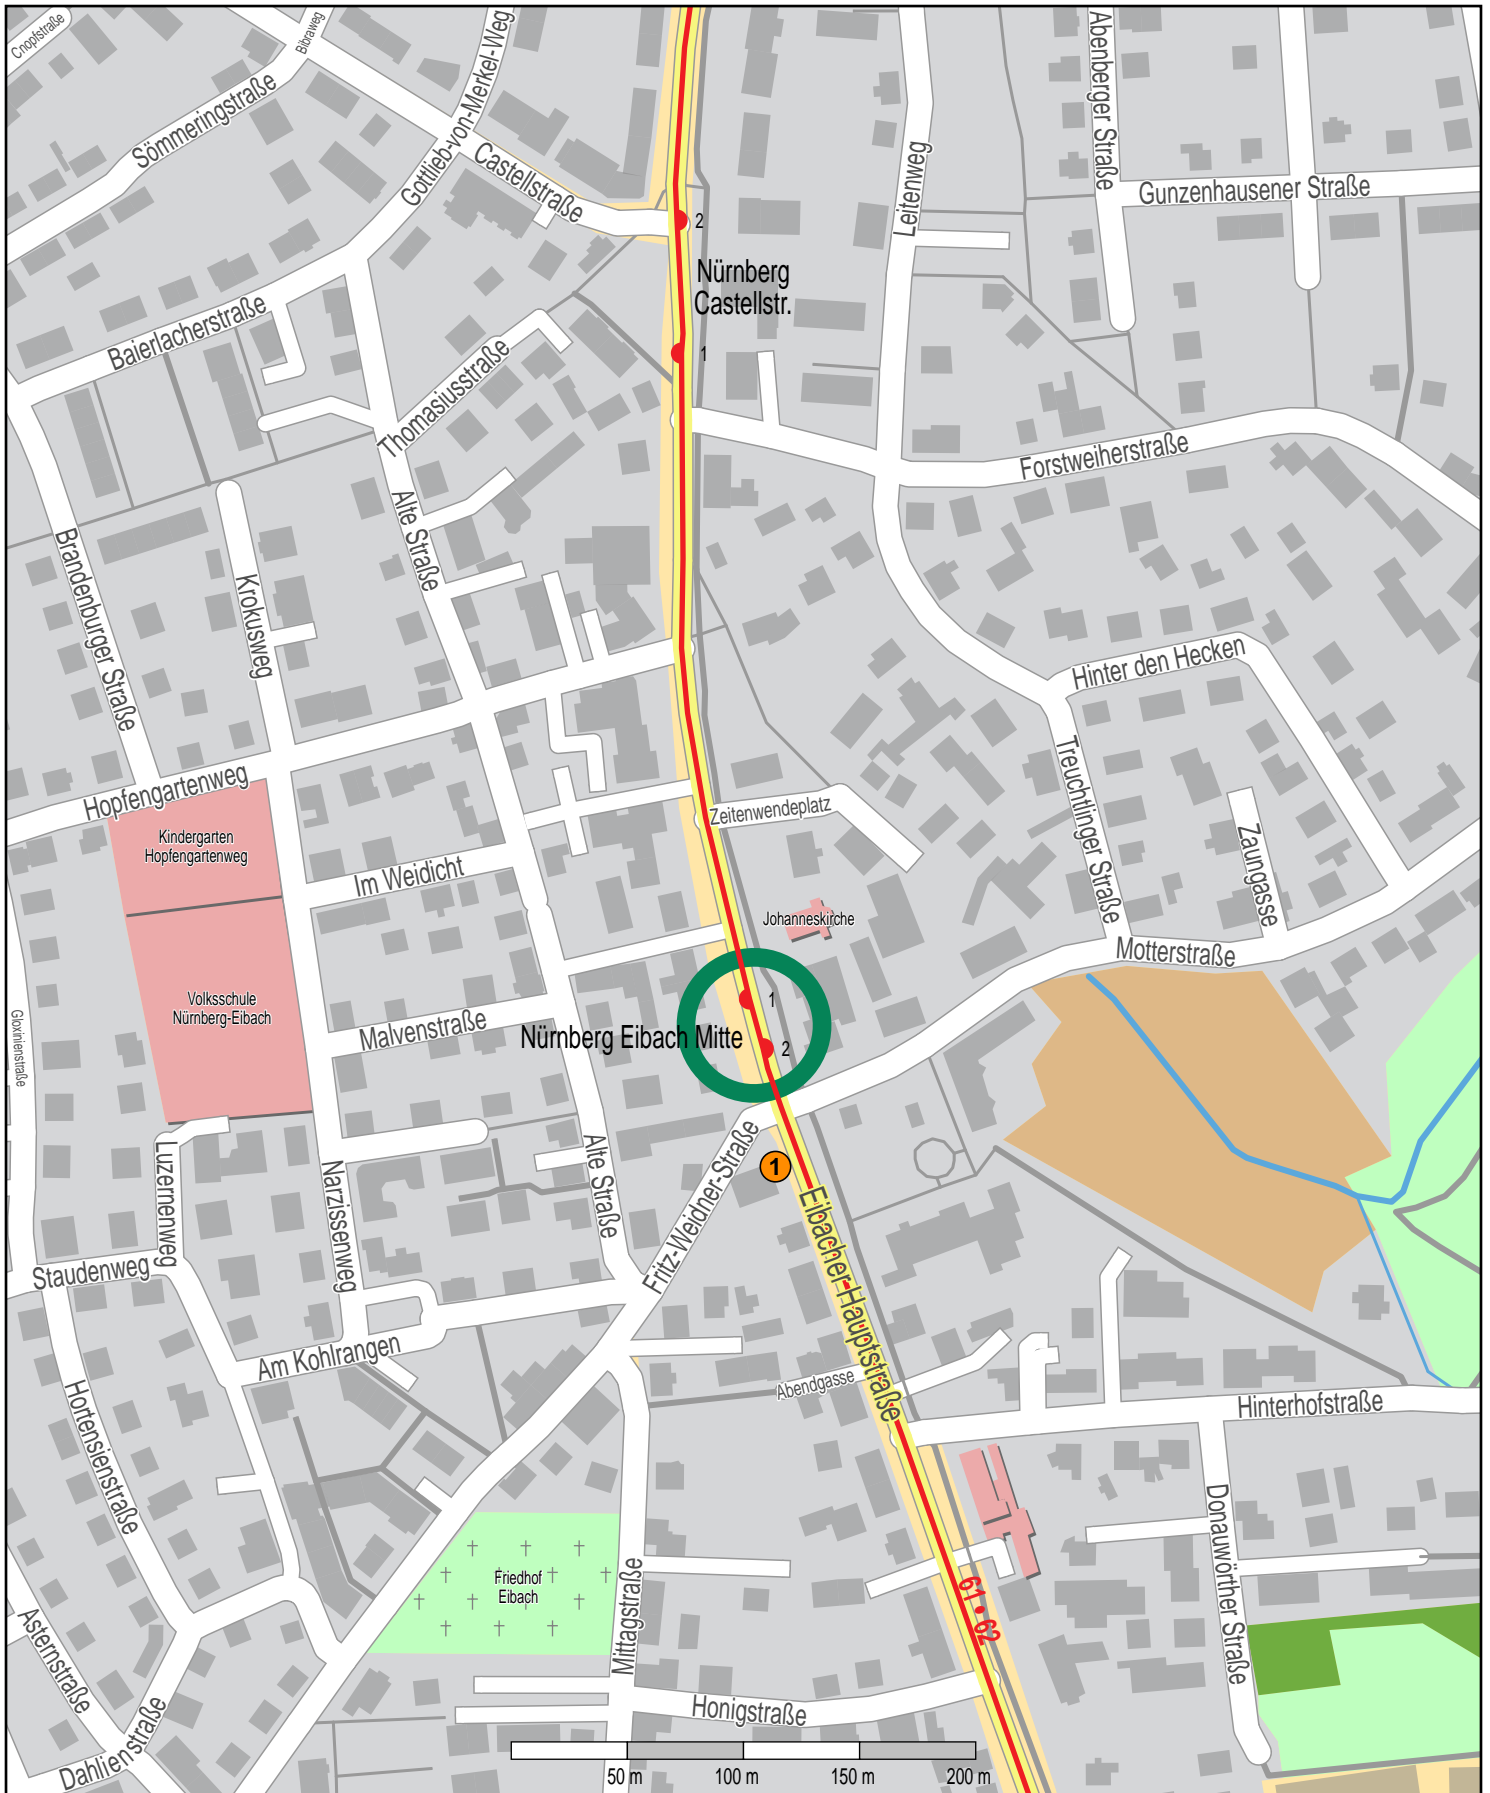 Cnopfstraße
Bibraweg
Sömmeringstraße
Gottlieb-von-Merkel-Weg
Castellstraße
Leitenweg
Abenberger Straße
Gunzenhausener Straße
2
Nürnberg
Castellstr.
1
Baierlacherstraße
Thomasiusstraße
Forstweiherstraße
Alte Straße
Brandenburger Straße
Krokusweg
Hinter den Hecken
Treuchtlinger Straße
Hopfengartenweg
Zeitenwendeplatz
Kindergarten
Hopfengartenweg
Zaungasse
Im Weidicht
Johanneskirche
Motterstraße
Volksschule
Nürnberg-Eibach
1
Gloxinienstraße
Malvenstraße
Nürnberg Eibach Mitte
2
Alte Straße
Fritz-Weidner-Straße
1
Luzernenweg
Narzissenweg
Eibacher Hauptstraße
Staudenweg
Am Kohlrangen
Abendgasse
Hinterhofstraße
Hortensienstraße
Donauwörther Straße
Friedhof
Eibach
Mittagstraße
61 • 62
Asternstraße
Honigstraße
Dahlienstraße
50 m
100 m
150 m
200 m